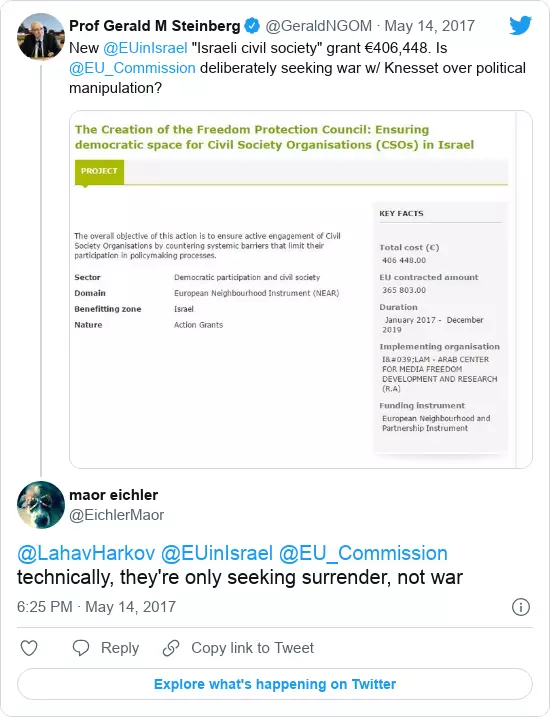 Prof Gerald M Steinberg @GeraldNGOM · May 14, 2017
New @EUinIsrael "Israeli civil society" grant €406,448. Is
@EU_Commission deliberately seeking war w/ Knesset over political
manipulation?
The Creation of the Freedom Protection Council: Ensuring
democratic space for Civil Society Organisations (CSOs) in Israel
PROJECT
The overall objective of this action is to ensure active engagement of Civil
Society Organisations by countering systemic barriers that limit their
participation in policymaking processes.
Sector Democratic participation and civil society
Domain European Neighbourhood Instrument (NEAR)
Benefitting zone Israel
Nature Action Grants
KEY FACTS
Total cost (€)
406 448.00
EU contracted amount
365 803.00
Duration
January 2017 - December
2019
Implementing organisation
I&#039;LAM - ARAB CENTER
FOR MEDIA FREEDOM
DEVELOPMENT AND RESEARCH
(R.A)
Funding instrument
European Neighbourhood and
Partnership Instrument
maor eichler
@EichlerMaor
@LahavHarkov @EUinIsrael @EU_Commission
technically, they're only seeking surrender, not war
6:25 PM · May 14, 2017
Reply
Copy link to Tweet
Explore what's happening on Twitter